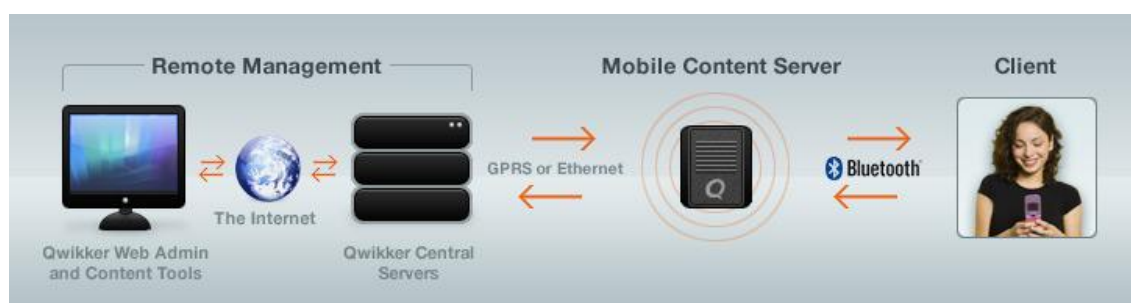 Remote Management
Mobile Content Server
Client
GPRS or Ethernet
Bluetooth
Q
The Internet
Qwikker Web Admin
and Content Tools
Qwikker Central
Servers